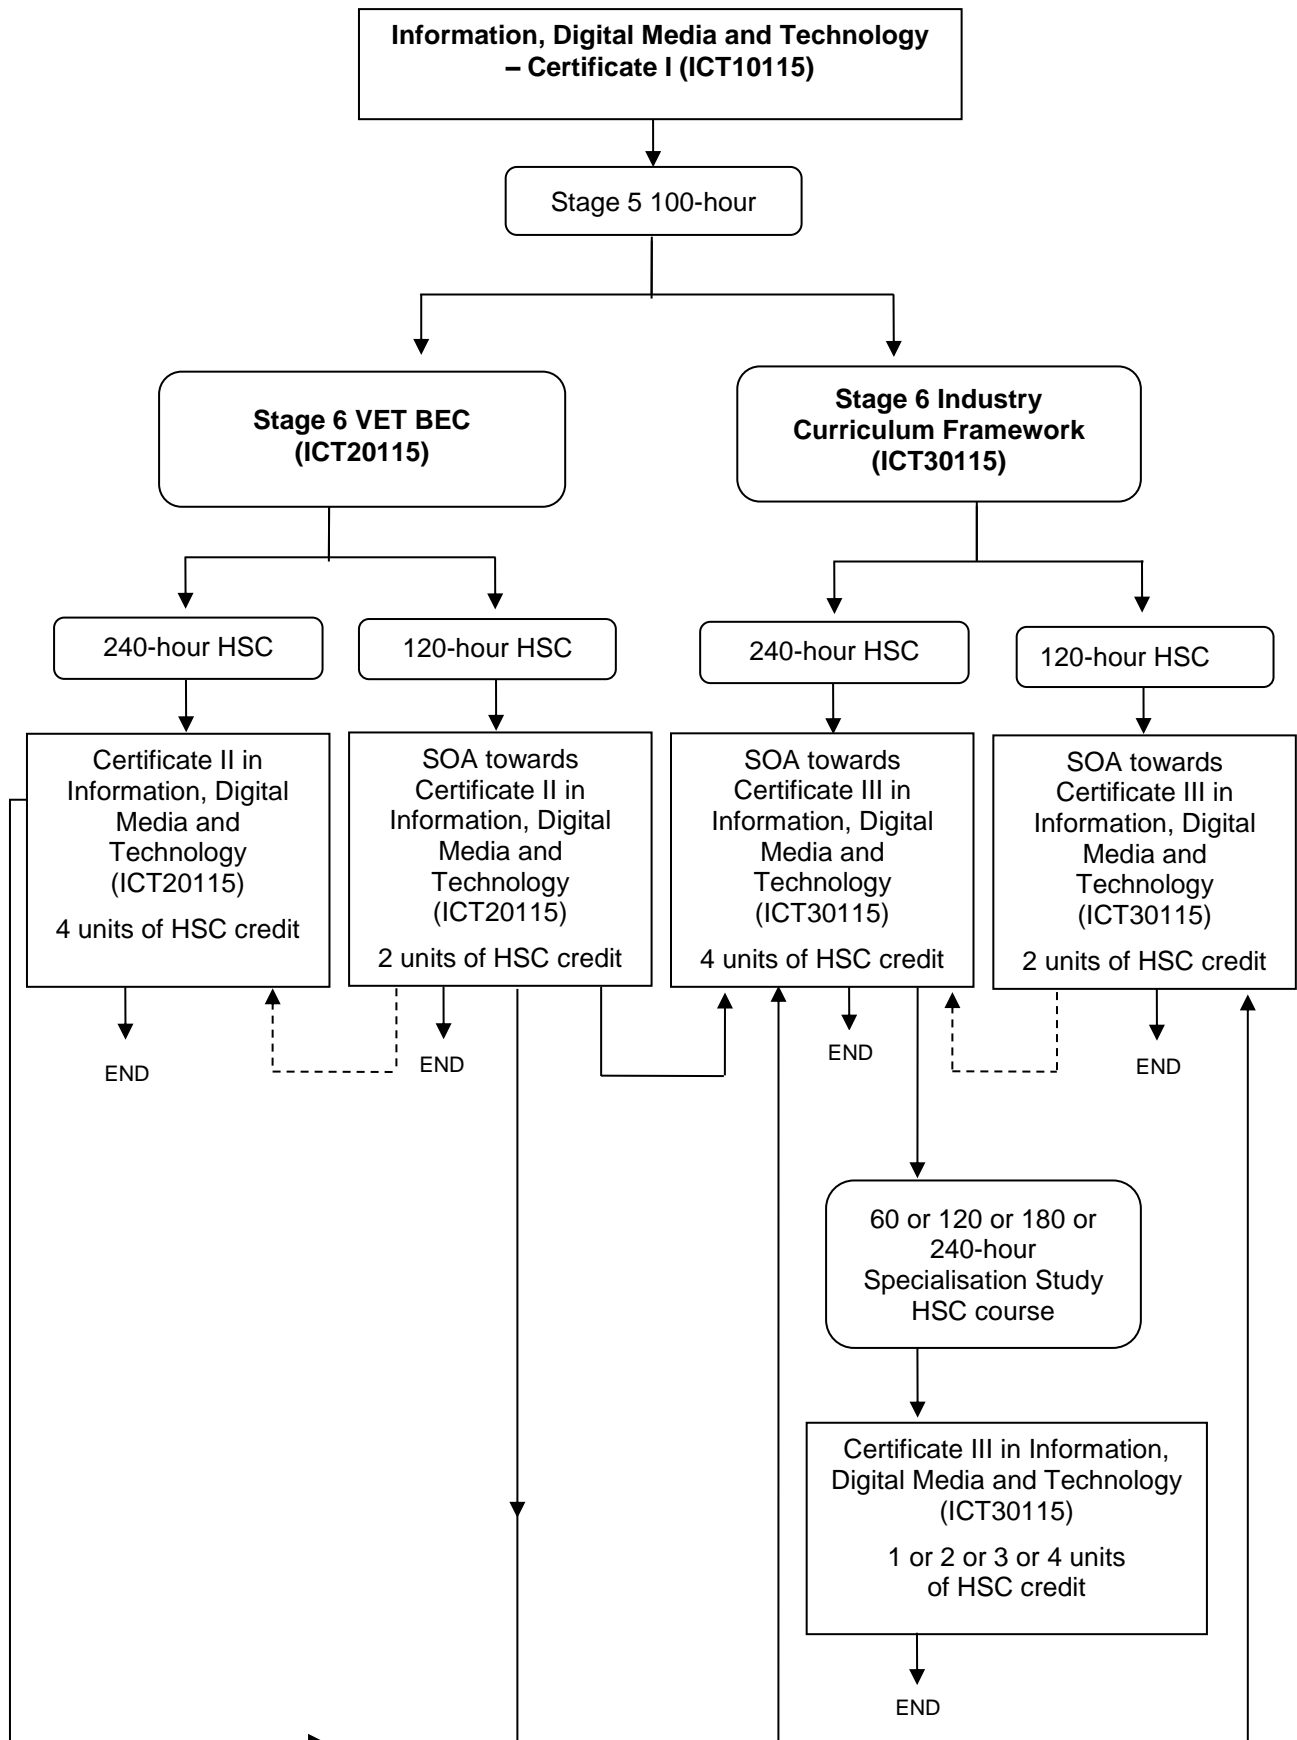 Information, Digital Media and Technology
– Certificate I (ICT10115)
Stage 5 100-hour
Stage 6 VET BEC
(ICT20115)
Stage 6 Industry
Curriculum Framework
(ICT30115)
240-hour HSC
120-hour HSC
240-hour HSC
120-hour HSC
Certificate II in
Information, Digital
Media and
Technology
(ICT20115)
4 units of HSC credit
SOA towards
Certificate II in
Information, Digital
Media and
Technology
(ICT20115)
2 units of HSC credit
SOA towards
Certificate III in
Information, Digital
Media and
Technology
(ICT30115)
4 units of HSC credit
SOA towards
Certificate III in
Information, Digital
Media and
Technology
(ICT30115)
2 units of HSC credit
END
END
END
END
60 or 120 or 180 or
240-hour
Specialisation Study
HSC course
Certificate III in Information,
Digital Media and Technology
(ICT30115)
1 or 2 or 3 or 4 units
of HSC credit
END